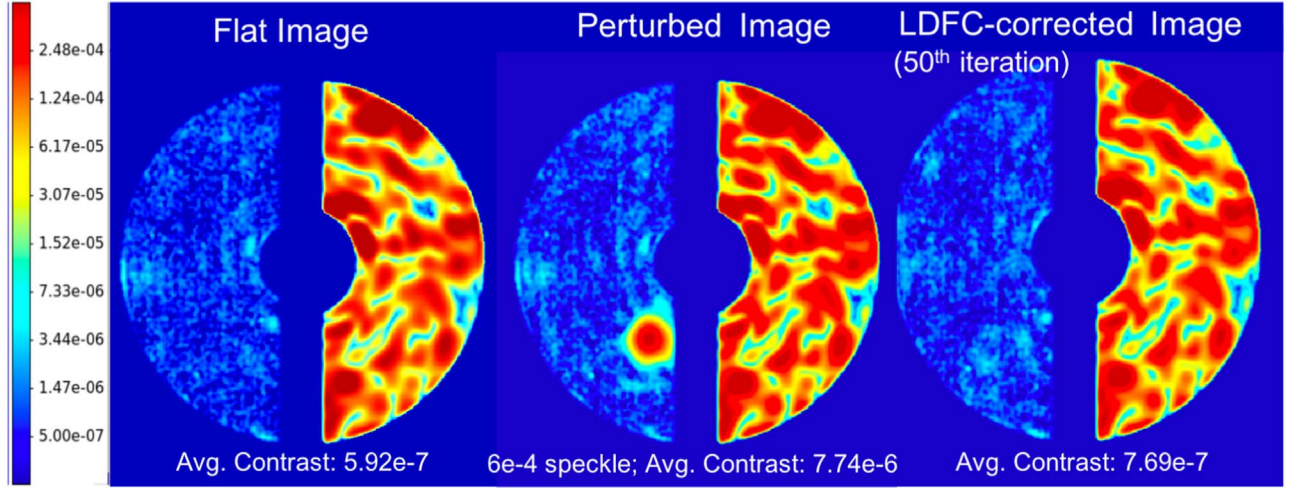 Flat Image
Perturbed Image
LDFC-corrected Image
(50th iteration)
2.48e-04
1.24e-04
6.17e-05
3.07e-05
1.52e-05
7.33e-06
3.44e-06
1.47e-06
5.00e-07
Avg. Contrast: 5.92e-7
6e-4 speckle; Avg. Contrast: 7.74e-6
Avg. Contrast: 7.69e-7